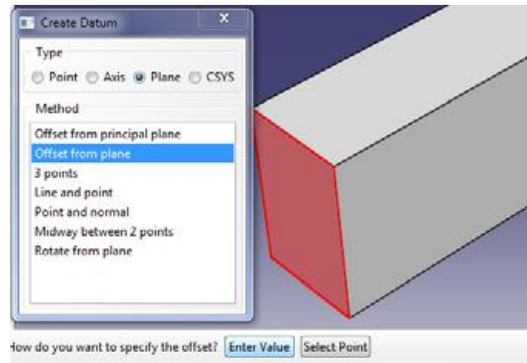 Create Datum
X
Type
Point Axis Plane CSYS
Method
Offset from principal plane
Offset from plane
3 points
Line and point
Point and normal
Midway between 2 points
Rotate from plane
How do you want to specify the offset? Enter Value Select Point